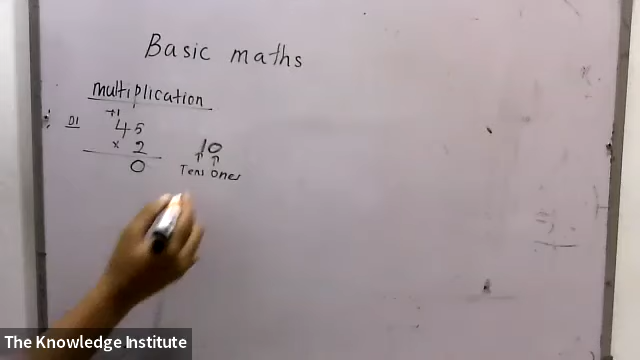 Basic maths
multiplication
+1
01 45
× 2 10
0 ↑ ↑
Tens Ones
The Knowledge Institute